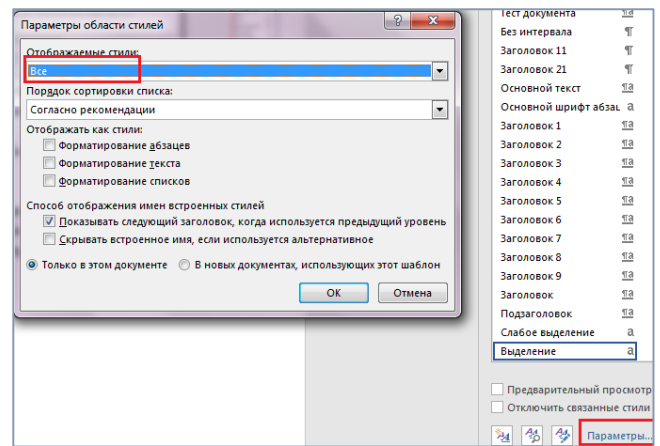 Параметры области стилей
Отображаемые стили:
Все
Порядок сортировки списка:
Согласно рекомендации
Отображать как стили:
Форматирование абзацев
Форматирование текста
Форматирование списков
Способ отображения имен встроенных стилей
Показывать следующий заголовок, когда используется предыдущий уровень
Скрывать встроенное имя, если используется альтернативное
Только в этом документе В новых документах, использующих этот шаблон
ОК Отмена
Тест документа ¶a
Без интервала ¶
Заголовок 11 ¶
Заголовок 21 ¶
Основной текст ¶a
Основной шрифт абзац a
Заголовок 1 ¶a
Заголовок 2 ¶a
Заголовок 3 ¶a
Заголовок 4 ¶a
Заголовок 5 ¶a
Заголовок 6 ¶a
Заголовок 7 ¶a
Заголовок 8 ¶a
Заголовок 9 ¶a
Заголовок ¶a
Подзаголовок ¶a
Слабое выделение a
Выделение a
Предварительный просмотр
Отключить связанные стили
Параметры...